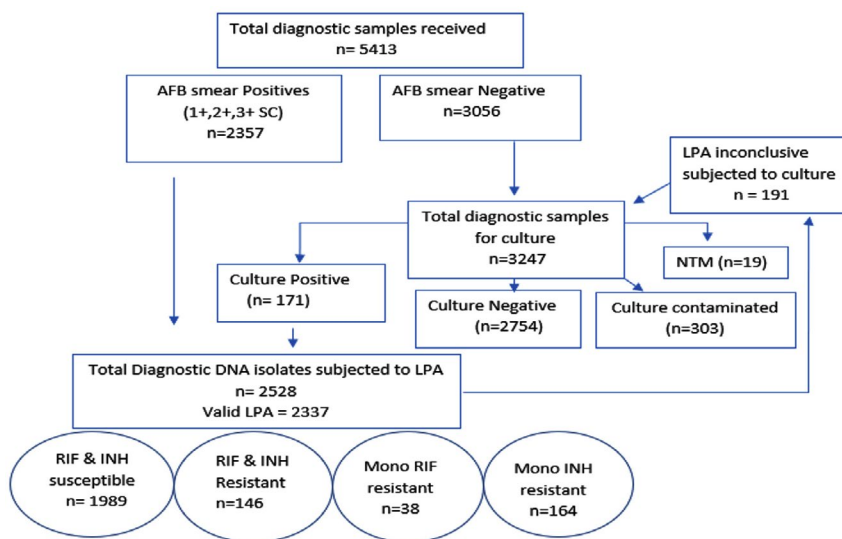 Total diagnostic samples received
n= 5413
AFB smear Positives
(1+,2+,3+ SC)
n=2357
AFB smear Negative
n=3056
LPA inconclusive
subjected to culture
n = 191
Total diagnostic samples
for culture
n=3247
NTM (n=19)
Culture Positive
(n= 171)
Culture Negative
(n=2754)
Culture contaminated
(n=303)
Total Diagnostic DNA isolates subjected to LPA
n= 2528
Valid LPA = 2337
RIF & INH
susceptible
n= 1989
RIF & INH
Resistant
n=146
Mono RIF
resistant
n=38
Mono INH
resistant
n=164